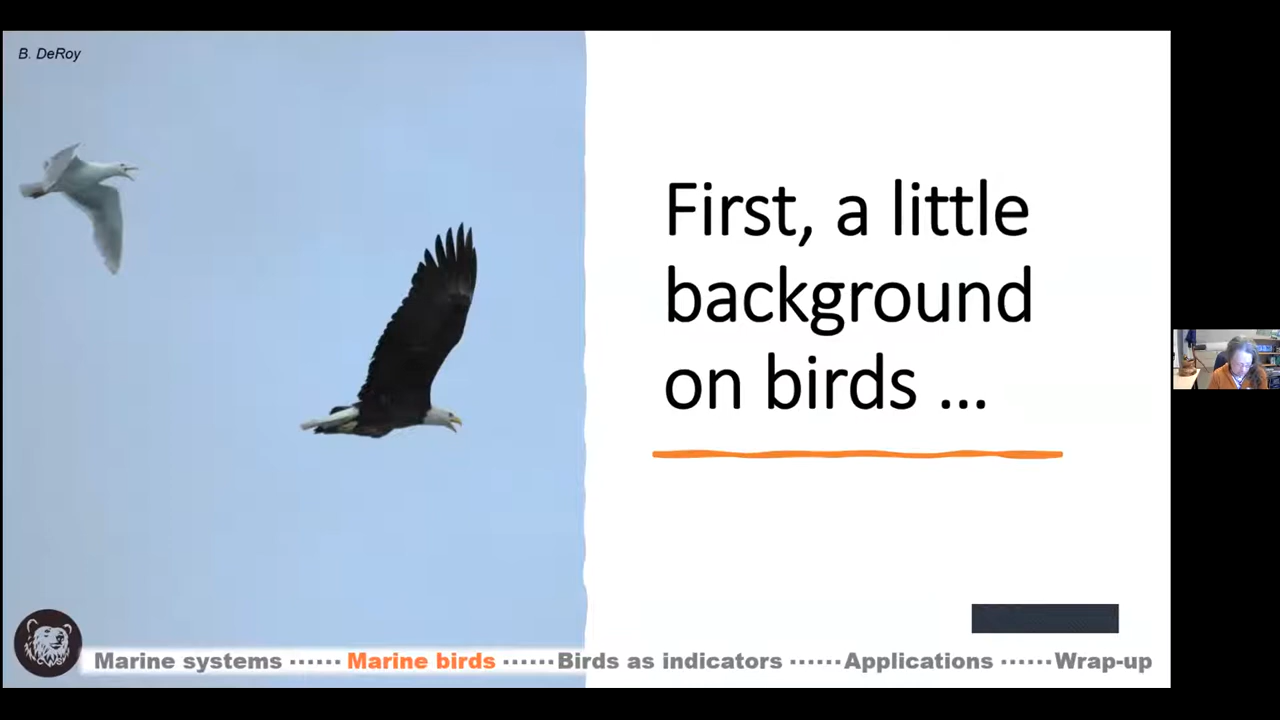 B. DeRoy
First, a little
background
on birds ...
Marine systems ······ Marine birds ······ Birds as indicators ······ Applications ······ Wrap-up